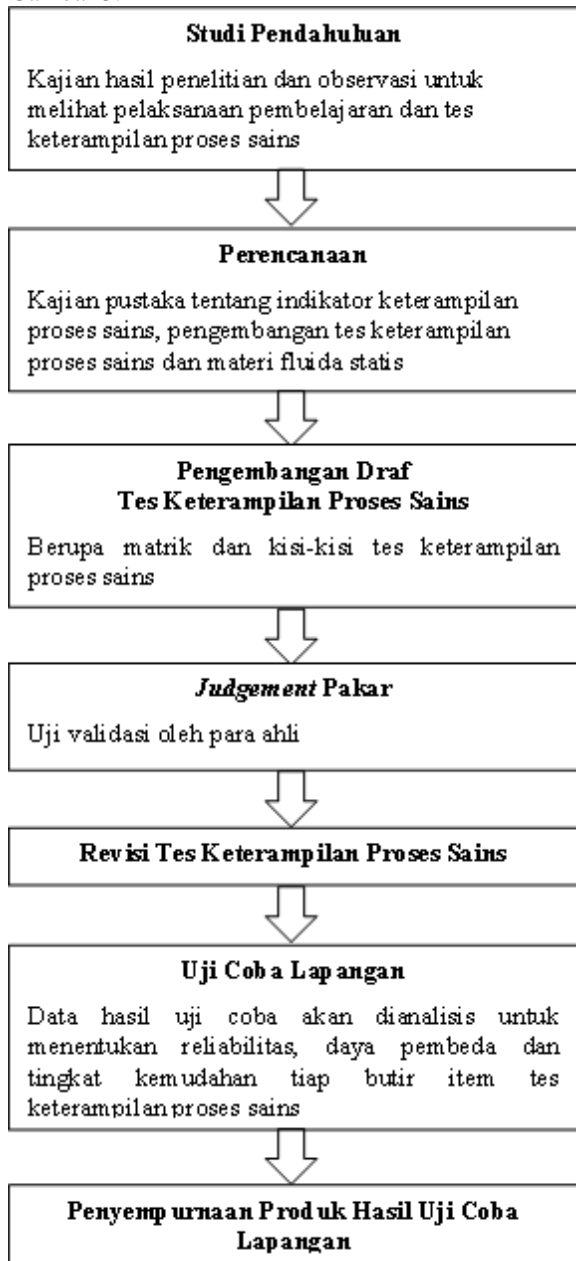 Studi Pendahuluan
Kajian hasil penelitian dan observasi untuk
melihat pelaksanaan pembelajaran dan tes
keterampilan proses sains
Perencanaan
Kajian pustaka tentang indikator keterampilan
proses sains, pengembangan tes keterampilan
proses sains dan materi fluida statis
Pengembangan Draf
Tes Keterampilan Proses Sains
Berupa matrik dan kisi-kisi tes keterampilan
proses sains
Judgement Pakar
Uji validasi oleh para ahli
Revisi Tes Keterampilan Proses Sains
Uji Coba Lapangan
Data hasil uji coba akan dianalisis untuk
menentukan reliabilitas, daya pembeda dan
tingkat kemudahan tiap butir item tes
keterampilan proses sains
Penyempurnaan Produk Hasil Uji Coba
Lapangan